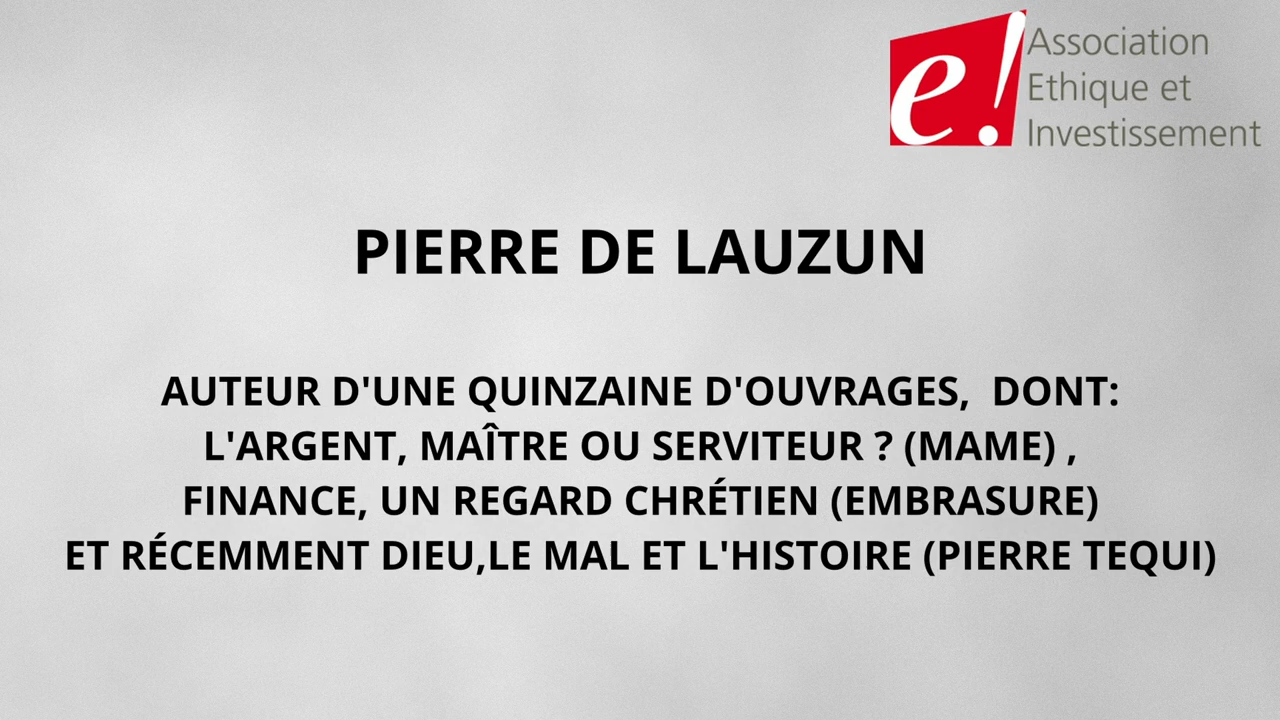 e!
Association
Ethique et
Investissement
PIERRE DE LAUZUN
AUTEUR D'UNE QUINZAINE D'OUVRAGES,  DONT:
L'ARGENT, MAÎTRE OU SERVITEUR ? (MAME) ,
FINANCE, UN REGARD CHRÉTIEN (EMBRASURE)
ET RÉCEMMENT DIEU,LE MAL ET L'HISTOIRE (PIERRE TEQUI)